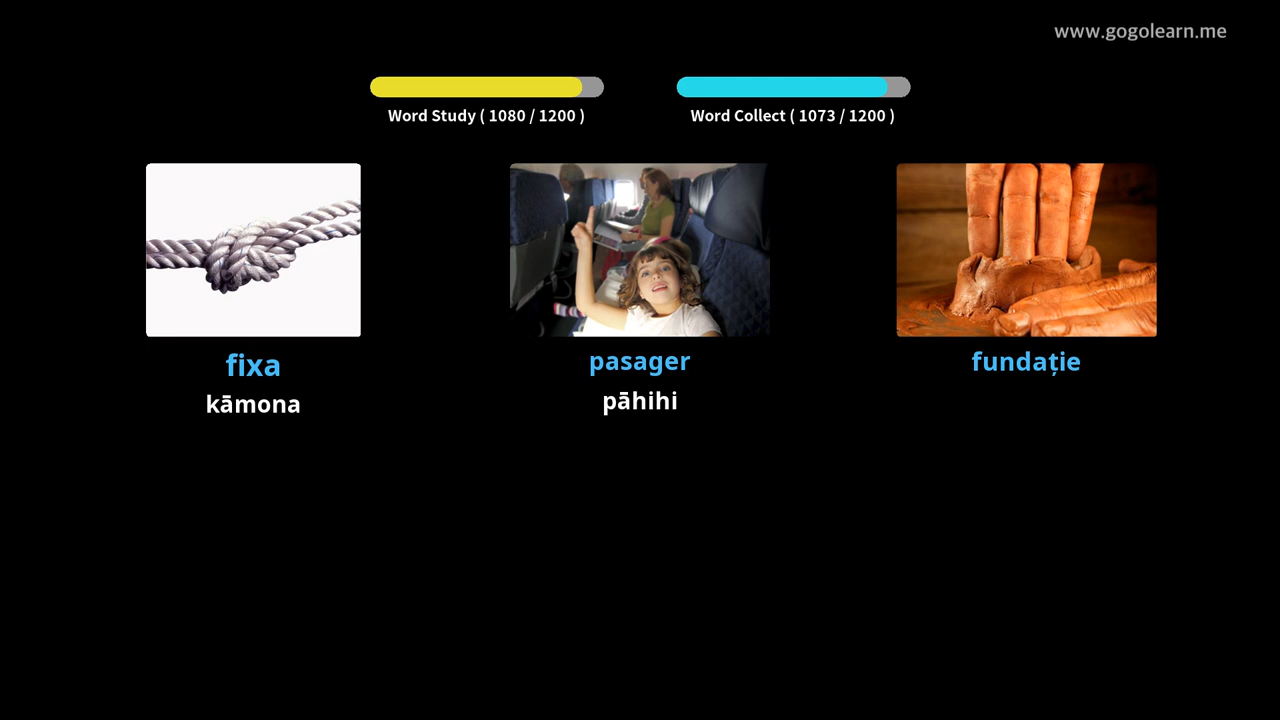 www.gogolearn.me
Word Study ( 1080 / 1200 )
Word Collect ( 1073 / 1200 )
fixa
kāmona
pasager
pāhihi
fundație